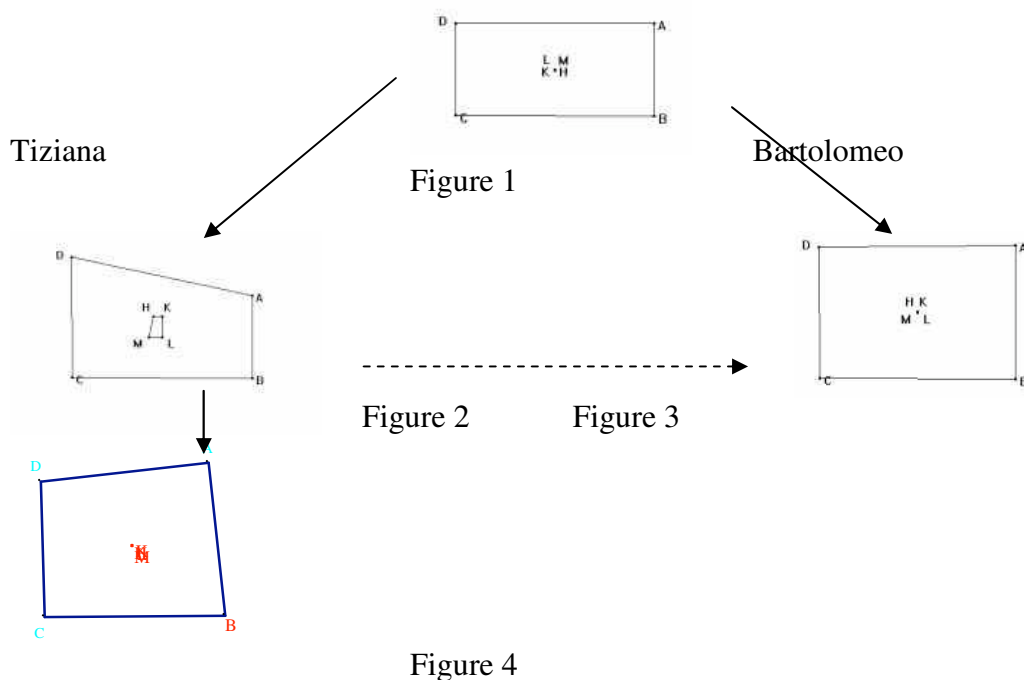 D A
L M
K H
C B
Tiziana Bartolomeo
Figure 1
D
A
H K
M L
C B
D A
H K
M L
C B
Figure 2 Figure 3
A
D
M
C B
Figure 4